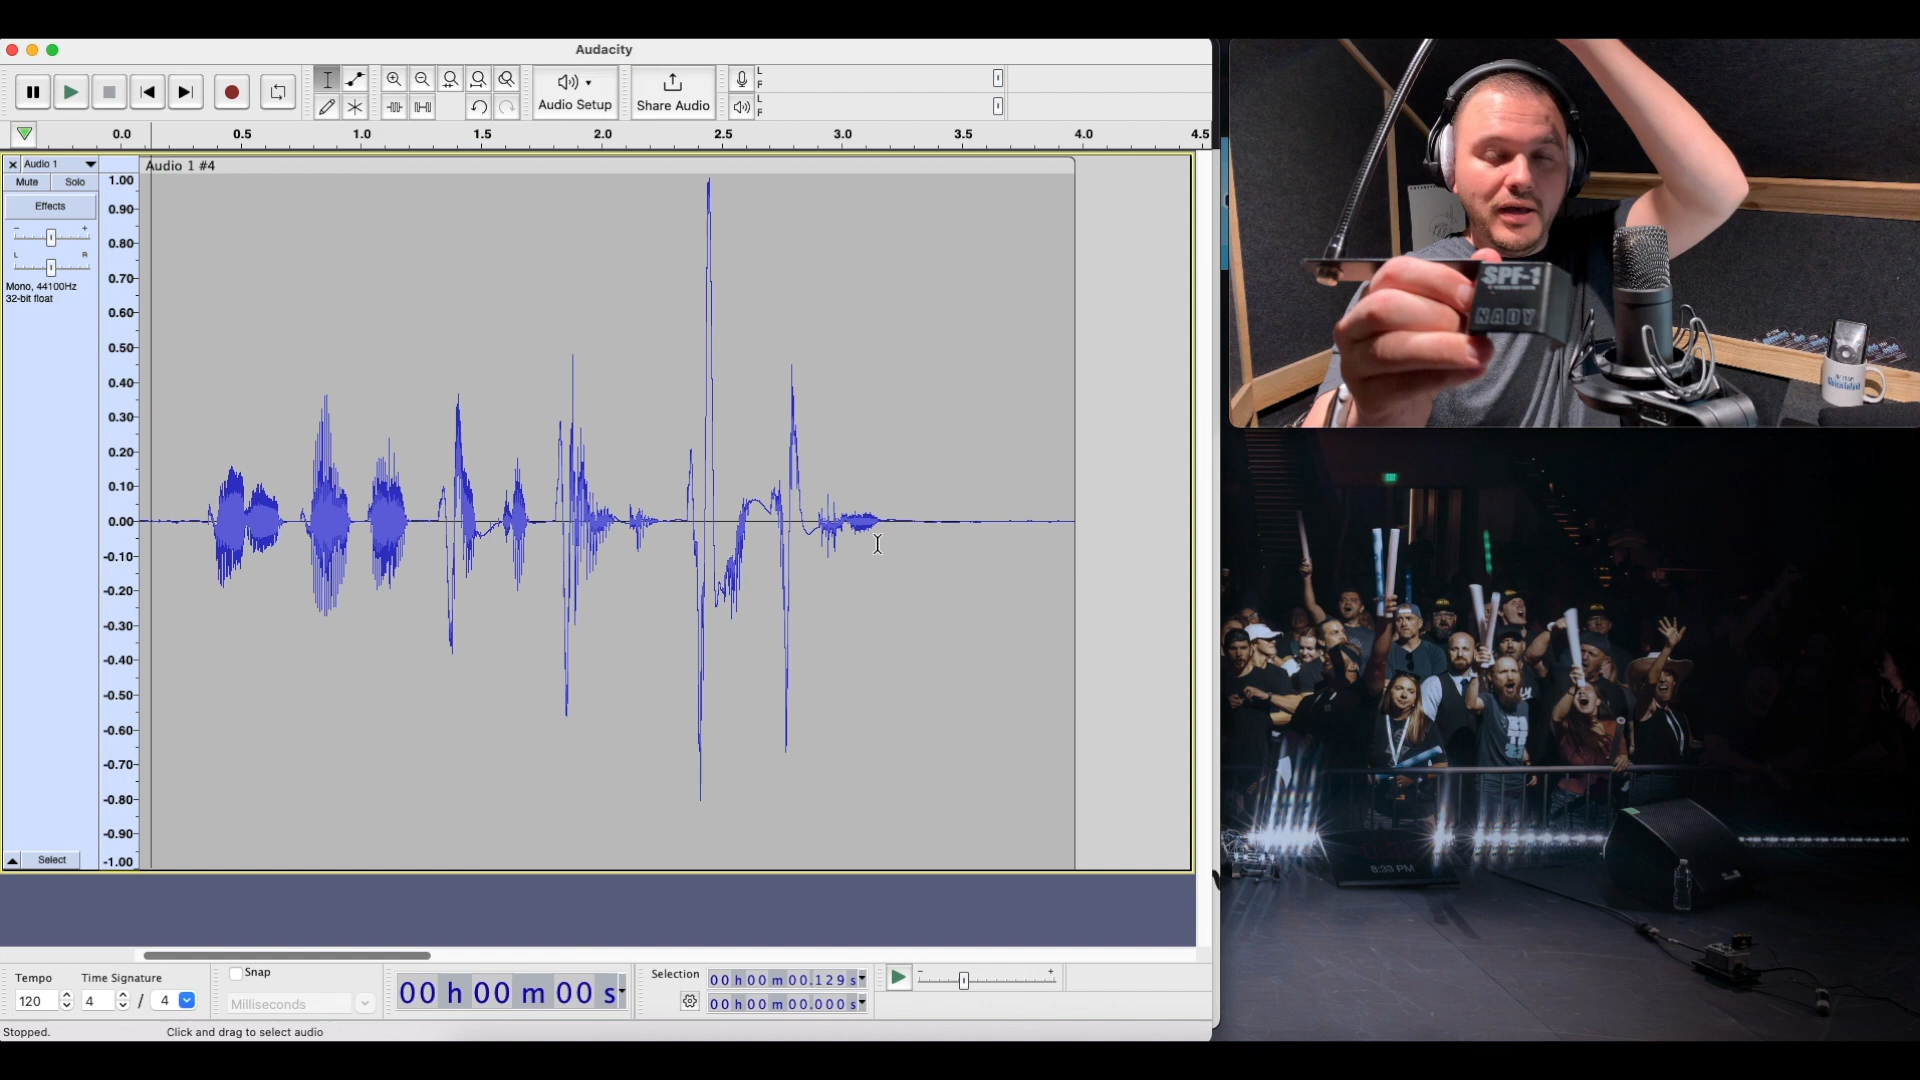 Audacity
Audio Setup
Share Audio
L
F
L
F
0.0 0.5 1.0 1.5 2.0 2.5 3.0 3.5 4.0 4.5
Audio 1
Audio 1 #4
Mute Solo
Effects
- +
L R
Mono, 44100Hz
32-bit float
1.00
0.90
0.80
0.70
0.60
0.50
0.40
0.30
0.20
0.10
0.00
-0.10
-0.20
-0.30
-0.40
-0.50
-0.60
-0.70
-0.80
-0.90
-1.00
Select
Tempo
120
Time Signature
4 / 4
Snap
Milliseconds
00 h 00 m 00 s
Selection
00 h 00 m 00.129 s
00 h 00 m 00.000 s
- +
Stopped.
Click and drag to select audio
SPF-1
NADY
8:33 PM